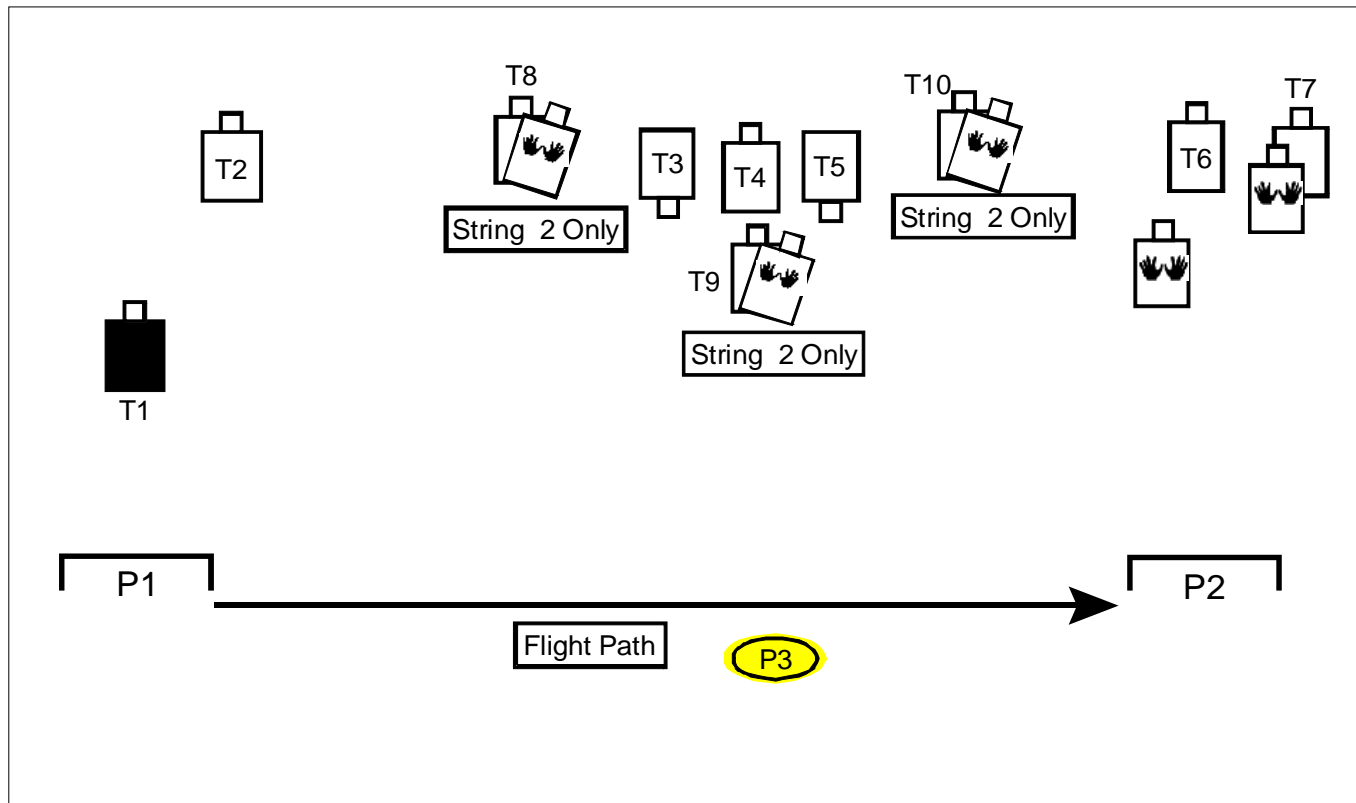 T8
T10
T7
T2
T3
T4
T5
T6
String 2 Only
String 2 Only
T9
String 2 Only
T1
P1
P2
Flight Path
P3